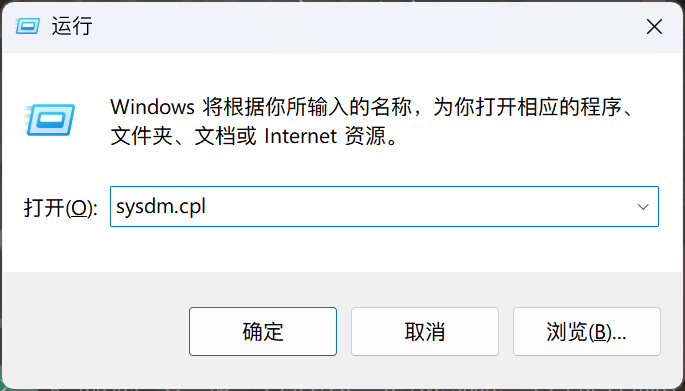 运行
Windows 将根据你所输入的名称，为你打开相应的程序、
文件夹、文档或 Internet 资源。
打开(O): sysdm.cpl
确定 取消 浏览(B)...